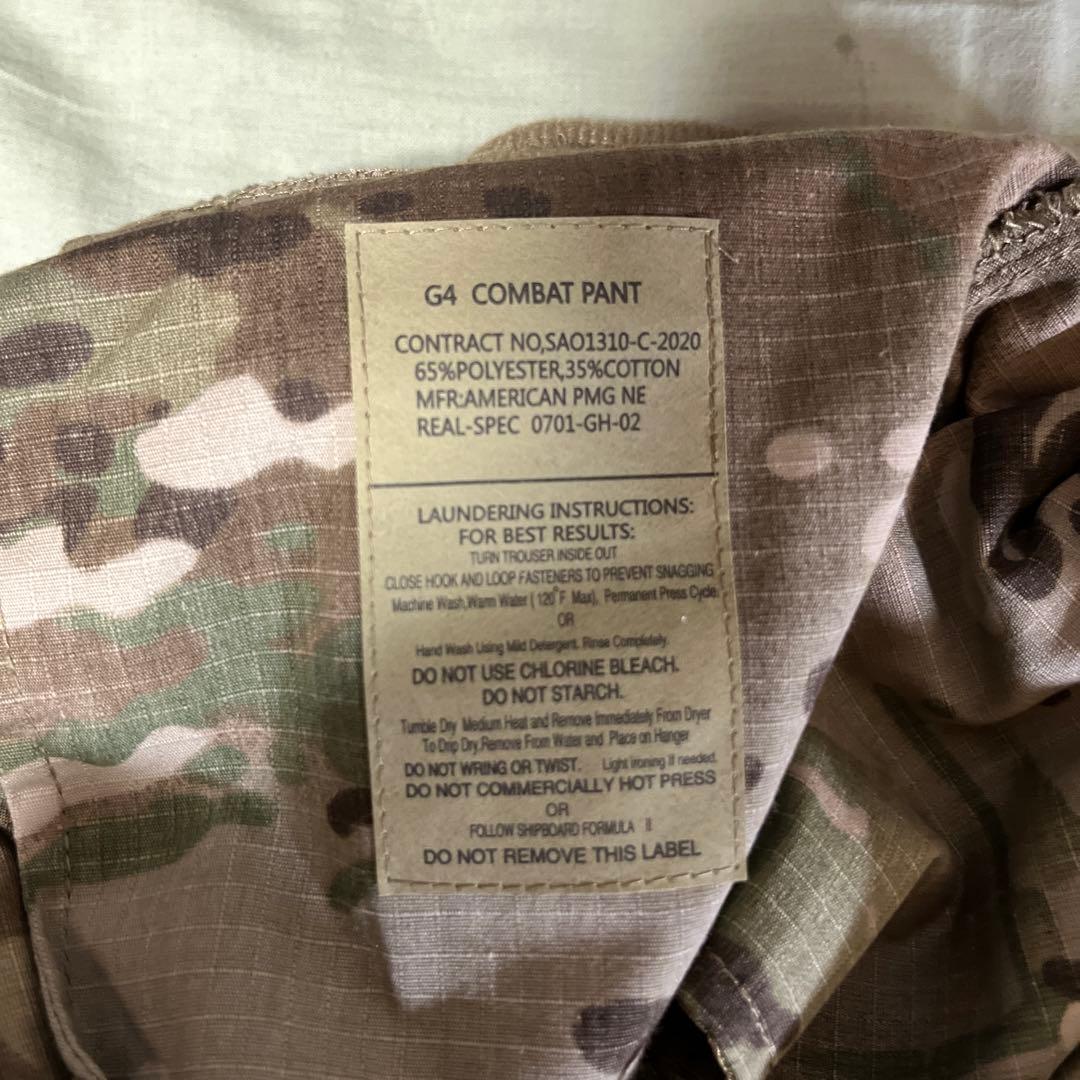 G4 COMBAT PANT
CONTRACT NO,SAO1310-C-2020
65%POLYESTER,35%COTTON
MFR:AMERICAN PMG NE
REAL-SPEC 0701-GH-02
LAUNDERING INSTRUCTIONS:
FOR BEST RESULTS:
TURN TROUSER INSIDE OUT
CLOSE HOOK AND LOOP FASTENERS TO PREVENT SNAGGING
Machine Wash,Warm Water ( 120°F Max), Permanent Press Cycle.
OR
Hand Wash Using Mild Detergent. Rinse Completely.
DO NOT USE CHLORINE BLEACH.
DO NOT STARCH.
Tumble Dry Medium Heat and Remove Immediately From Dryer
To Drip Dry,Remove From Water and Place on Hanger
DO NOT WRING OR TWIST. Light ironing if needed.
DO NOT COMMERCIALLY HOT PRESS
OR
FOLLOW SHIPBOARD FORMULA II
DO NOT REMOVE THIS LABEL